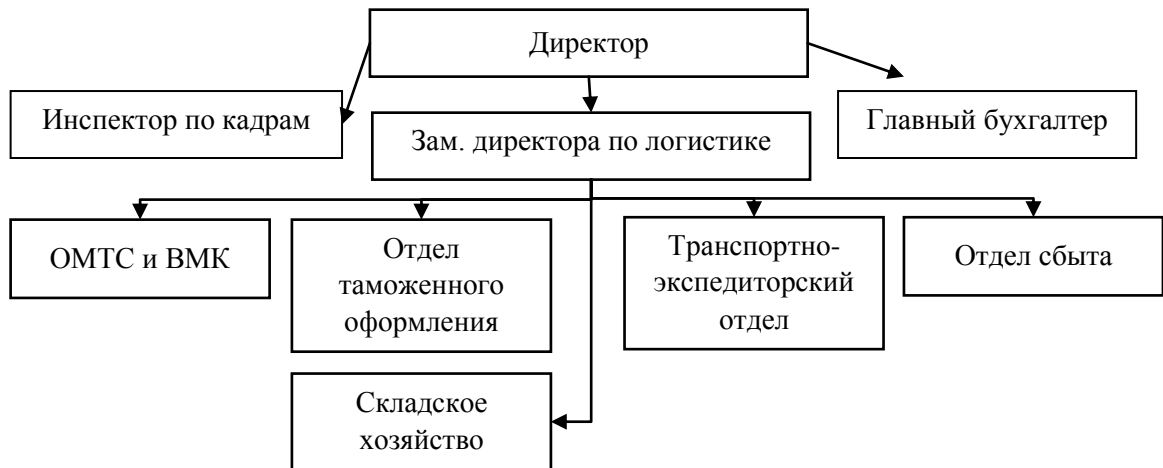 Директор
Инспектор по кадрам
Зам. директора по логистике
Главный бухгалтер
ОМТС и ВМК
Отдел
таможенного
оформления
Транспортно-
экспедиторский
отдел
Отдел сбыта
Складское
хозяйство